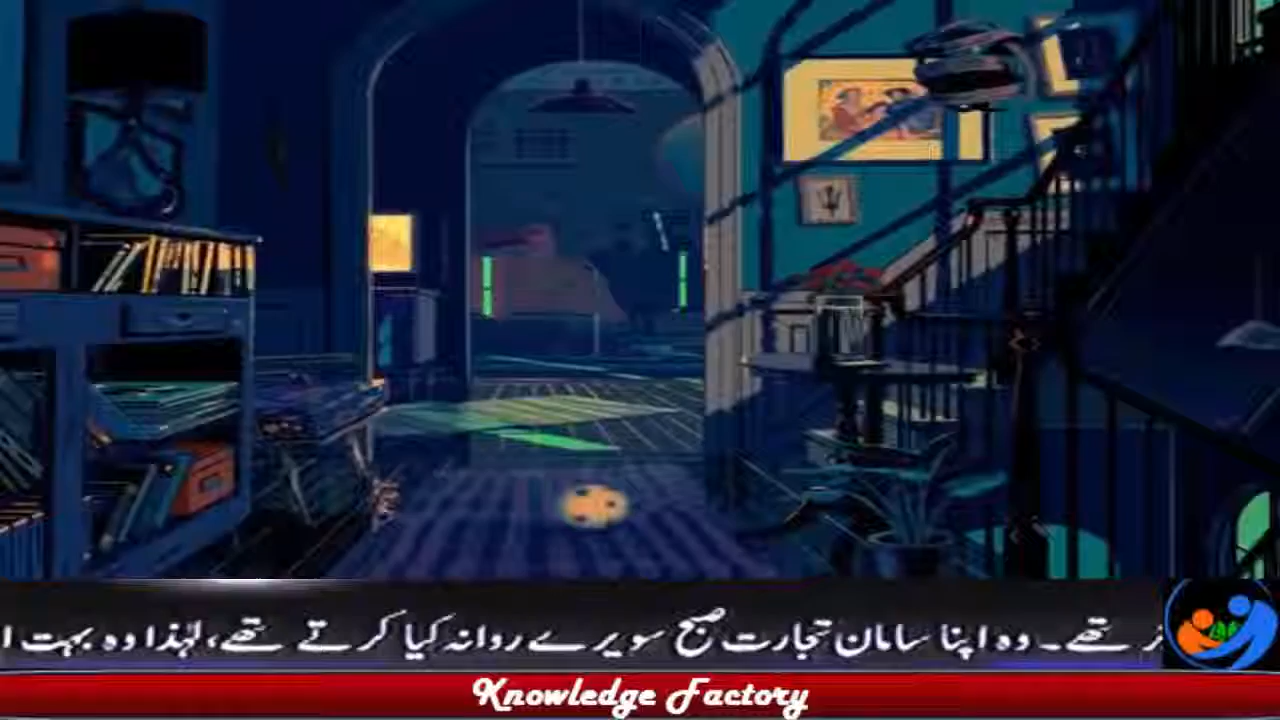 تھے۔ وہ اپنا سامان تجارت صبح سویرے روانہ کیا کرتے تھے، لہٰذا وہ بہت
Knowledge Factory